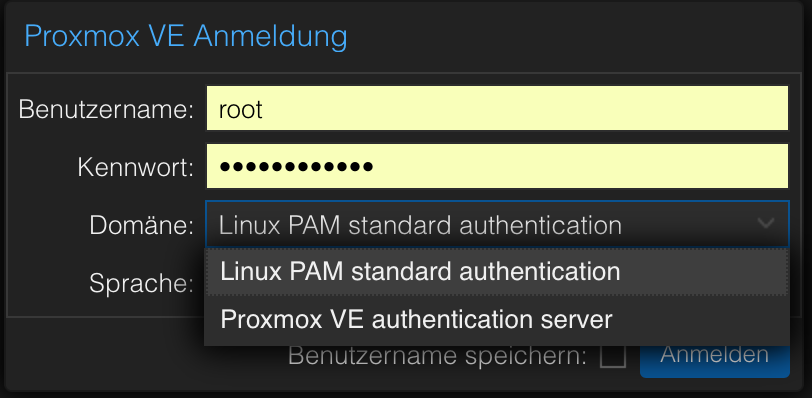 Proxmox VE Anmeldung
Benutzername: root
Kennwort: ••••••••••••
Domäne: Linux PAM standard authentication
Linux PAM standard authentication
Sprache:
Proxmox VE authentication server
Benutzername speichern: Anmelden